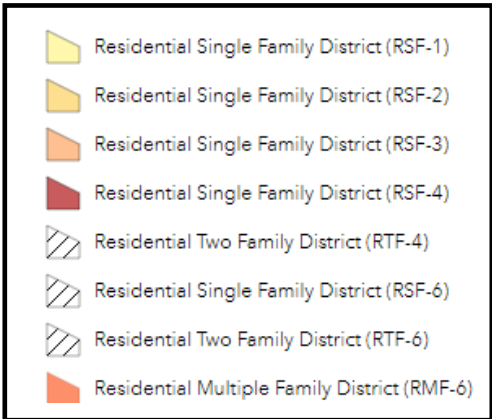 Residential Single Family District (RSF-1)
Residential Single Family District (RSF-2)
Residential Single Family District (RSF-3)
Residential Single Family District (RSF-4)
Residential Two Family District (RTF-4)
Residential Single Family District (RSF-6)
Residential Two Family District (RTF-6)
Residential Multiple Family District (RMF-6)